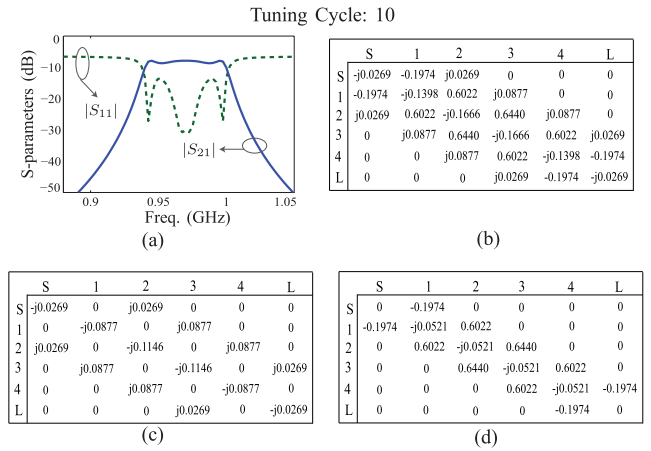 Tuning Cycle: 10
S-parameters (dB)
0
−10
−20
−30
−40
−50
|S11|
|S21|
0.9 0.95 1 1.05
Freq. (GHz)
(a)
S 1 2 3 4 L
S -j0.0269 -0.1974 j0.0269 0 0 0
1 -0.1974 -j0.1398 0.6022 j0.0877 0 0
2 j0.0269 0.6022 -j0.1666 0.6440 j0.0877 0
3 0 j0.0877 0.6440 -j0.1666 0.6022 j0.0269
4 0 0 j0.0877 0.6022 -j0.1398 -0.1974
L 0 0 0 j0.0269 -0.1974 -j0.0269
(b)
S 1 2 3 4 L
S -j0.0269 0 j0.0269 0 0 0
1 0 -j0.0877 0 j0.0877 0 0
2 j0.0269 0 -j0.1146 0 j0.0877 0
3 0 j0.0877 0 -j0.1146 0 j0.0269
4 0 0 j0.0877 0 -j0.0877 0
L 0 0 0 j0.0269 0 -j0.0269
(c)
S 1 2 3 4 L
S 0 -0.1974 0 0 0 0
1 -0.1974 -j0.0521 0.6022 0 0 0
2 0 0.6022 -j0.0521 0.6440 0 0
3 0 0 0.6440 -j0.0521 0.6022 0
4 0 0 0 0.6022 -j0.0521 -0.1974
L 0 0 0 0 -0.1974 0
(d)